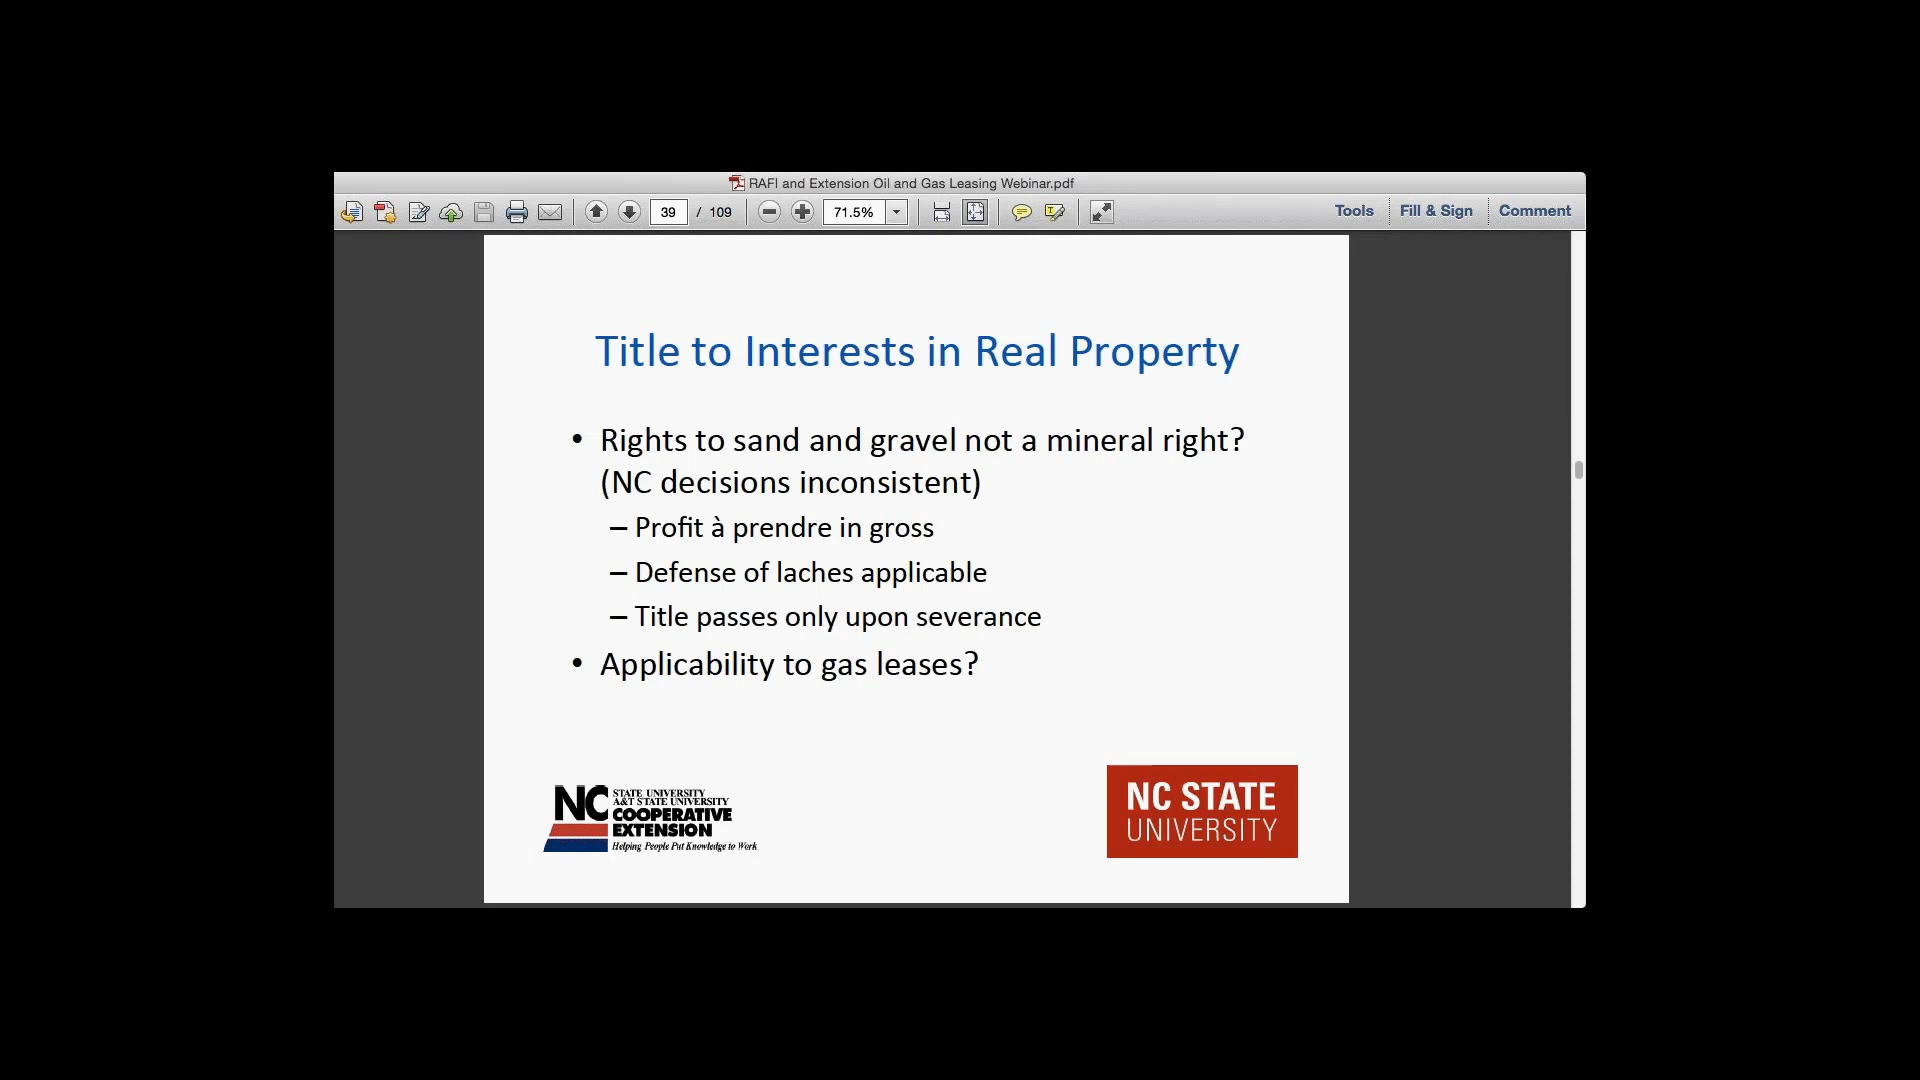 RAFI and Extension Oil and Gas Leasing Webinar.pdf
39 / 109
71.5%
Tools
Fill & Sign
Comment
Title to Interests in Real Property
• Rights to sand and gravel not a mineral right?
(NC decisions inconsistent)
– Profit à prendre in gross
– Defense of laches applicable
– Title passes only upon severance
• Applicability to gas leases?
NC
STATE UNIVERSITY
A&T STATE UNIVERSITY
COOPERATIVE
EXTENSION
Helping People Put Knowledge to Work
NC STATE
UNIVERSITY